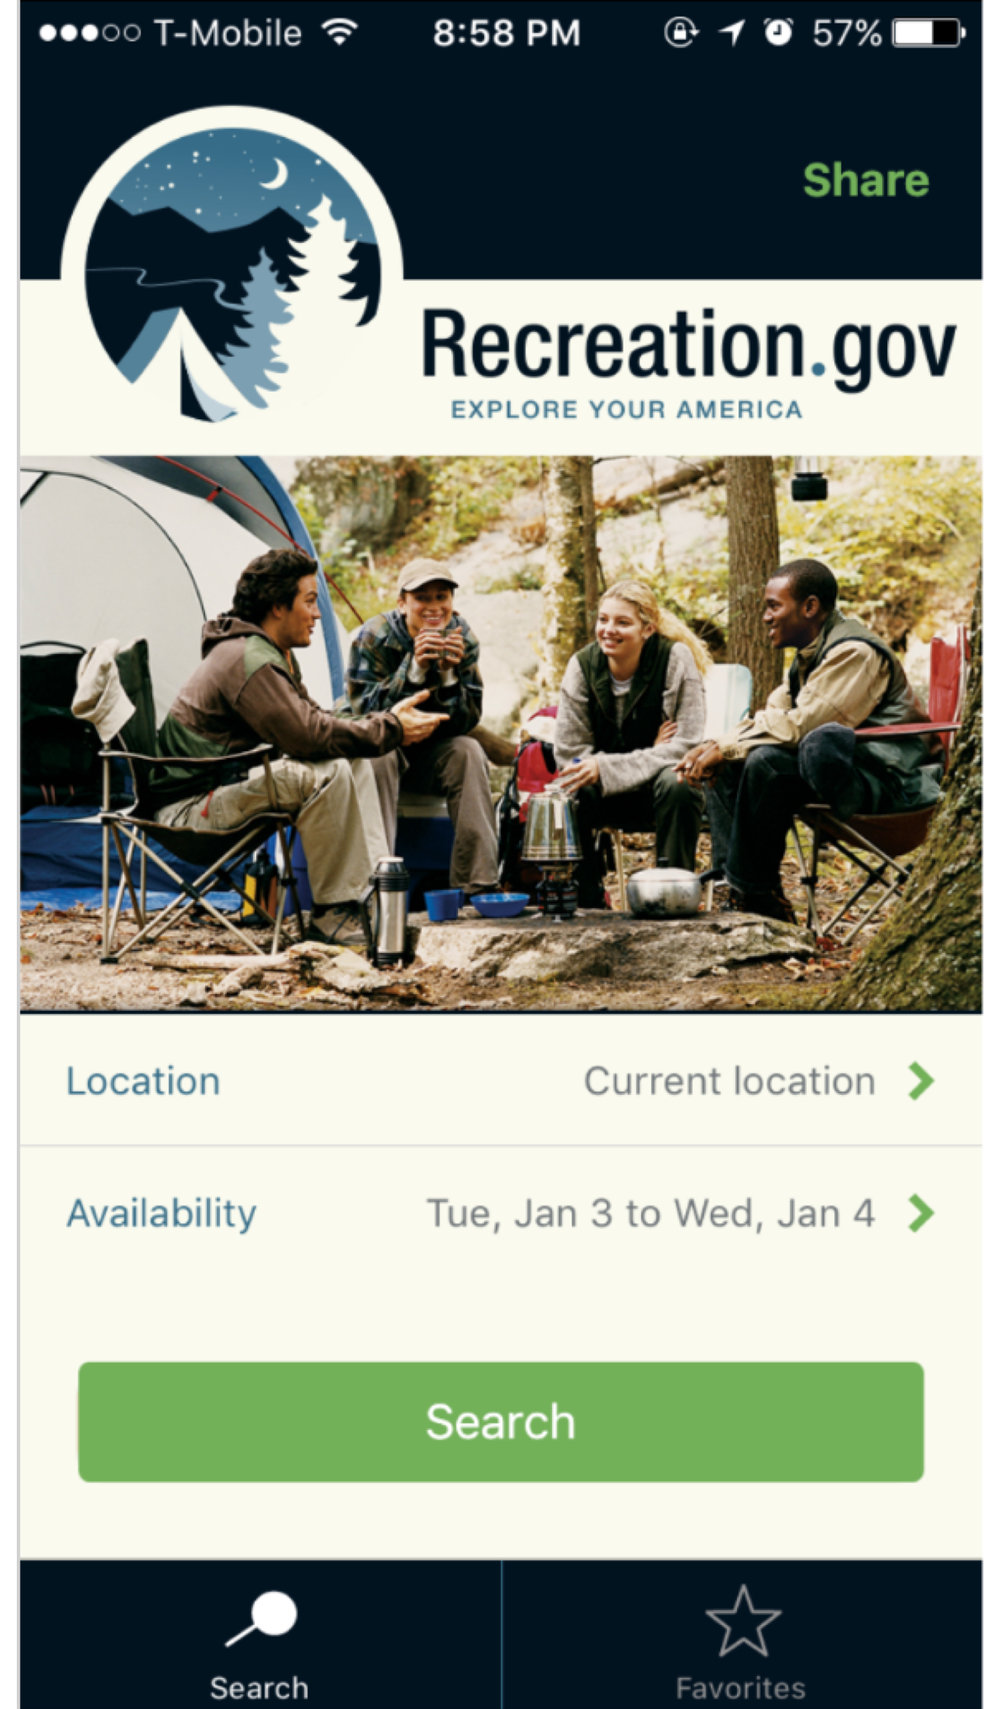 T-Mobile 8:58 PM 57%
Share
Recreation.gov
EXPLORE YOUR AMERICA
Location Current location
Availability Tue, Jan 3 to Wed, Jan 4
Search
Search Favorites